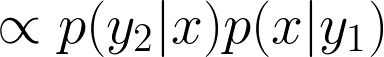 ∝ p(y₂|x)p(x|y₁)